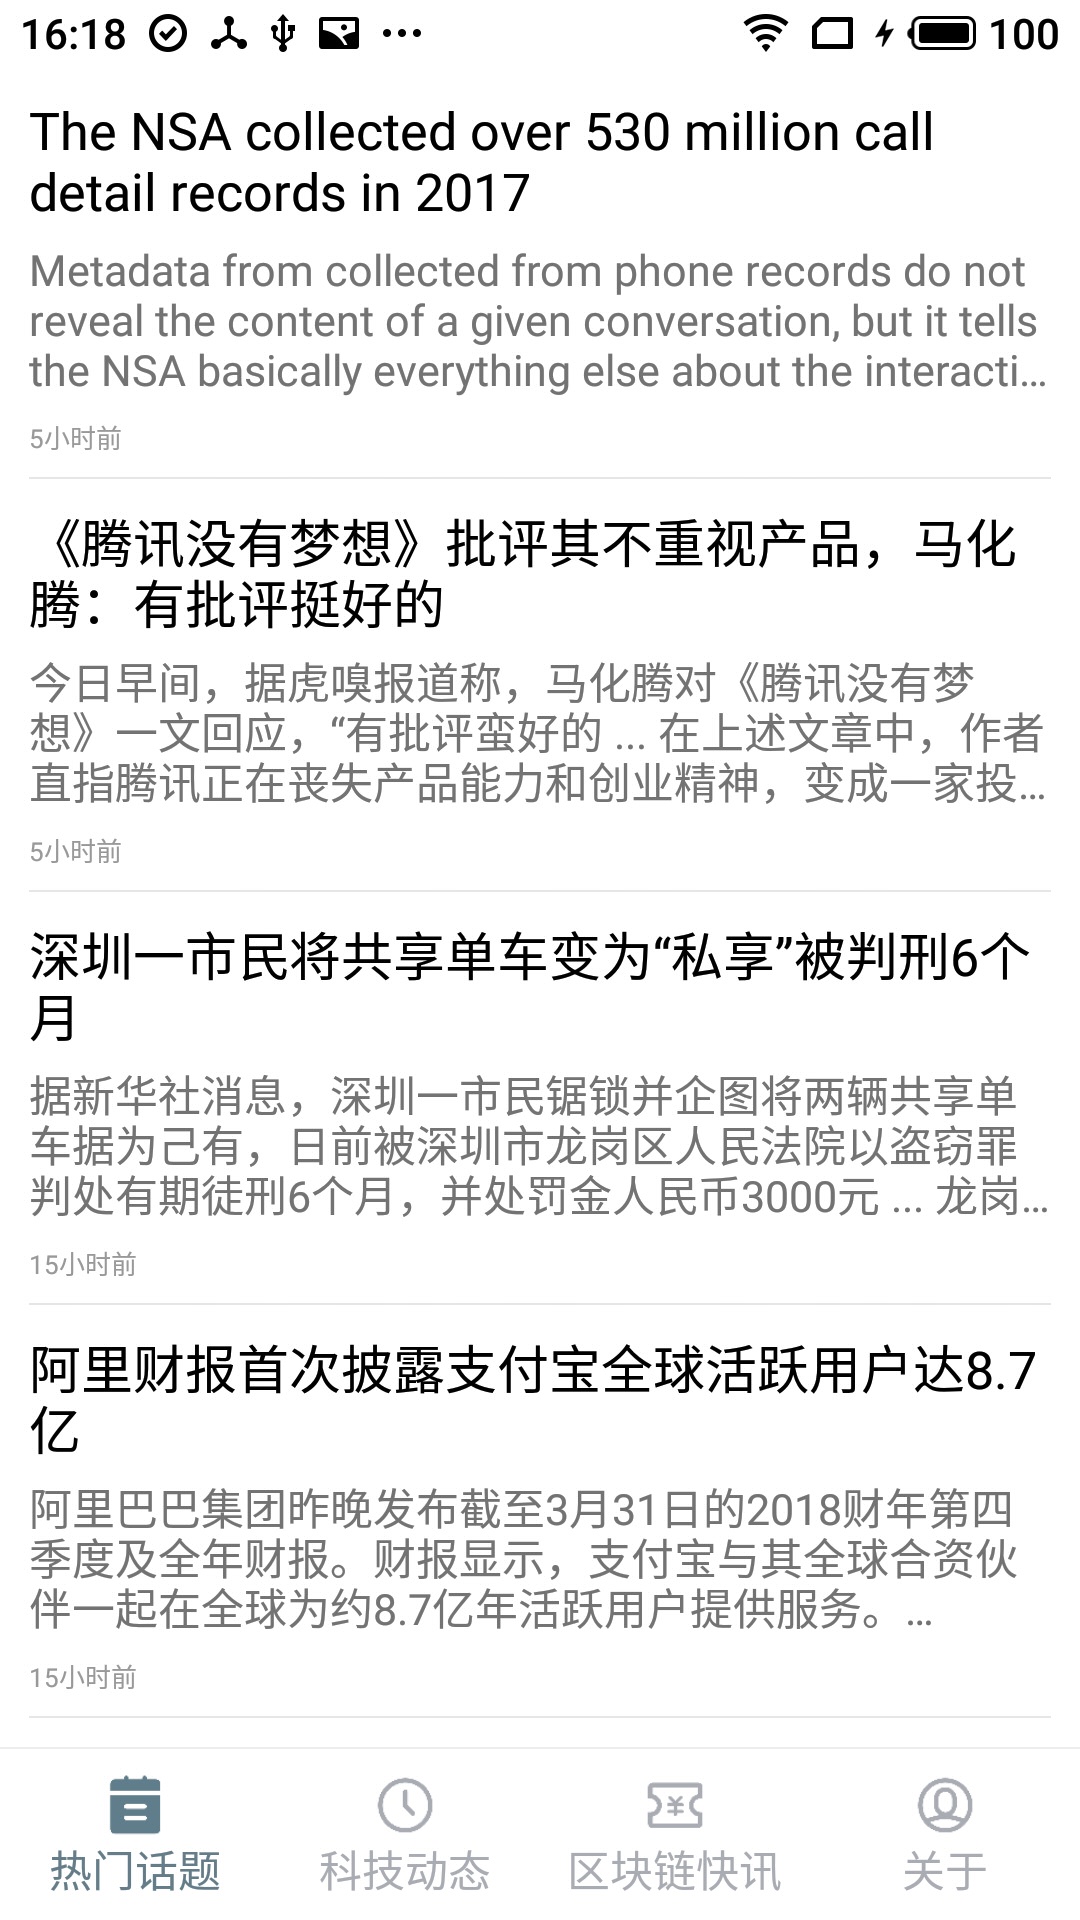 16:18 100
The NSA collected over 530 million call
detail records in 2017
Metadata from collected from phone records do not
reveal the content of a given conversation, but it tells
the NSA basically everything else about the interacti...
5小时前
《腾讯没有梦想》批评其不重视产品，马化
腾：有批评挺好的
今日早间，据虎嗅报道称，马化腾对《腾讯没有梦
想》一文回应，“有批评蛮好的 ... 在上述文章中，作者
直指腾讯正在丧失产品能力和创业精神，变成一家投...
5小时前
深圳一市民将共享单车变为“私享”被判刑6个
月
据新华社消息，深圳一市民锯锁并企图将两辆共享单
车据为己有，日前被深圳市龙岗区人民法院以盗窃罪
判处有期徒刑6个月，并处罚金人民币3000元 ... 龙岗...
15小时前
阿里财报首次披露支付宝全球活跃用户达8.7
亿
阿里巴巴集团昨晚发布截至3月31日的2018财年第四
季度及全年财报。财报显示，支付宝与其全球合资伙
伴一起在全球为约8.7亿年活跃用户提供服务。...
15小时前
热门话题 科技动态 区块链快讯 关于